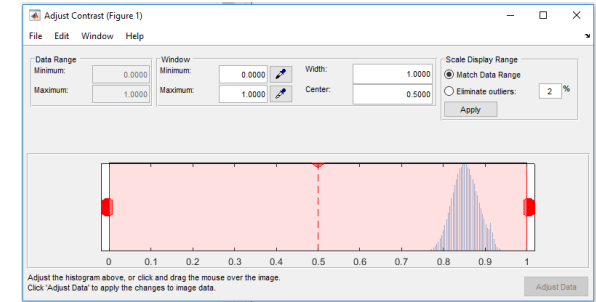 Adjust Contrast (Figure 1)
File Edit Window Help
Data Range
Minimum: 0.0000
Maximum: 1.0000
Window
Minimum: 0.0000
Maximum: 1.0000
Width: 1.0000
Center: 0.5000
Scale Display Range
Match Data Range
Eliminate outliers: 2 %
Apply
0 0.1 0.2 0.3 0.4 0.5 0.6 0.7 0.8 0.9 1
Adjust the histogram above, or click and drag the mouse over the image.
Click 'Adjust Data' to apply the changes to image data.
Adjust Data